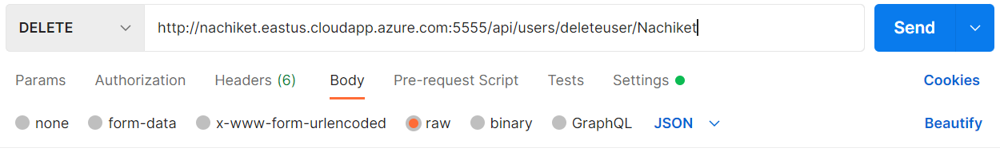 DELETE http://nachiket.eastus.cloudapp.azure.com:5555/api/users/deleteuser/Nachiket Send
Params Authorization Headers (6) Body Pre-request Script Tests Settings Cookies
none form-data x-www-form-urlencoded raw binary GraphQL JSON Beautify